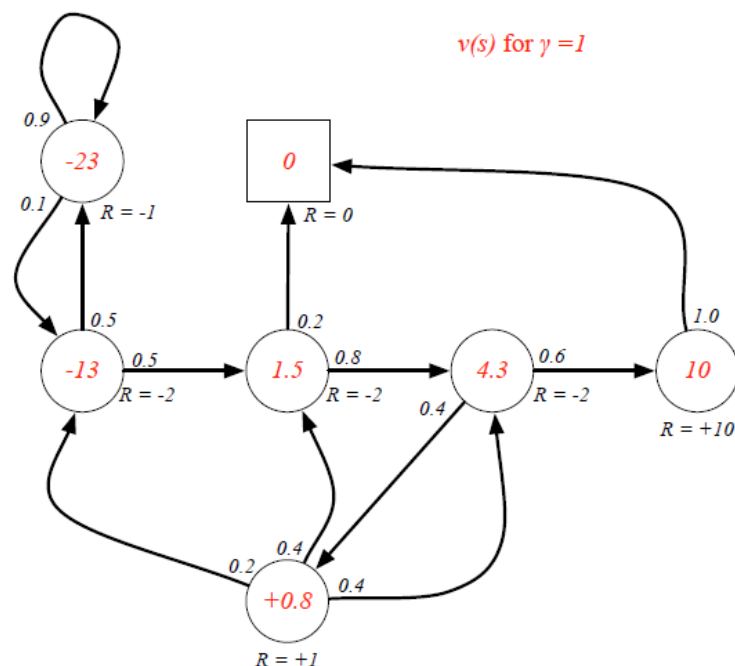 v(s) for γ =1
0.9
-23
0
0.1
R = -1
R = 0
0.5
0.2
1.0
-13
0.5
1.5
0.8
4.3
0.6
10
R = -2
R = -2
0.4
R = -2
R = +10
0.4
0.2
0.4
+0.8
R = +1